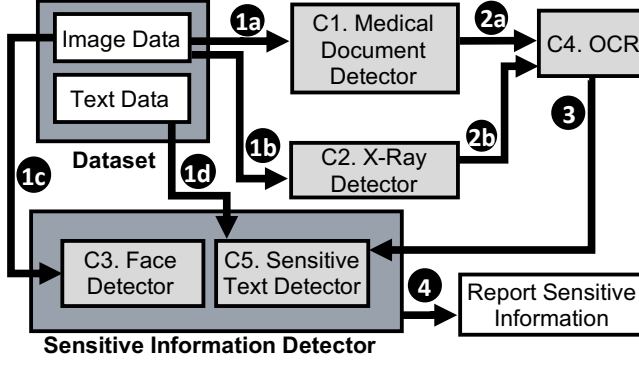 Image Data
Text Data
Dataset
1a
C1. Medical
Document
Detector
2a
C4. OCR
1b
C2. X-Ray
Detector
2b
3
1c
1d
C3. Face
Detector
C5. Sensitive
Text Detector
4
Report Sensitive
Information
Sensitive Information Detector